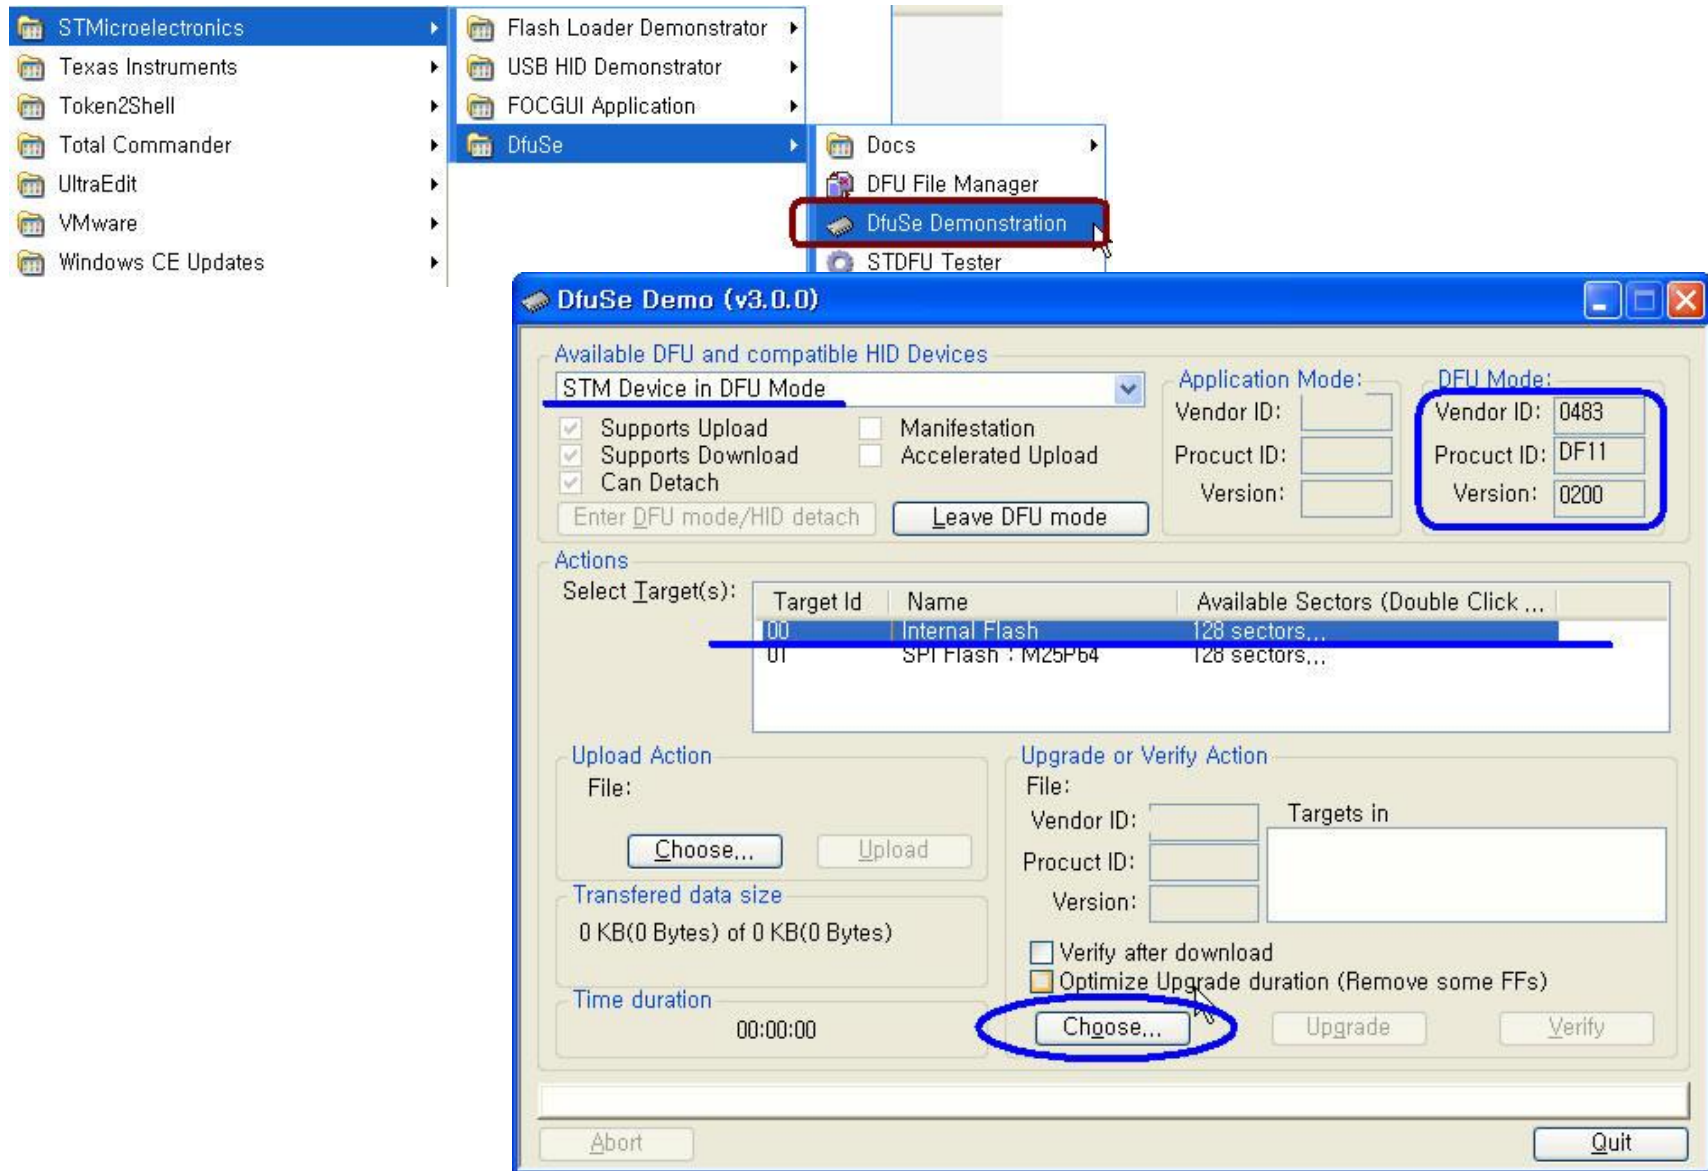 STMicroelectronics
Texas Instruments
Token2Shell
Total Commander
UltraEdit
VMware
Windows CE Updates
Flash Loader Demonstrator
USB HID Demonstrator
FOCGUI Application
DfuSe
Docs
DFU File Manager
DfuSe Demonstration
STDFU Tester
DfuSe Demo (v3.0.0)
Available DFU and compatible HID Devices
STM Device in DFU Mode
Supports Upload
Manifestation
Supports Download
Accelerated Upload
Can Detach
Enter DFU mode/HID detach
Leave DFU mode
Application Mode:
Vendor ID:
Procuct ID:
Version:
DFU Mode:
Vendor ID: 0483
Procuct ID: DF11
Version: 0200
Actions
Select Target(s):
Target Id Name Available Sectors (Double Click ...
00 Internal Flash 128 sectors...
01 SPI Flash : M25P64 128 sectors...
Upload Action
File:
Choose... Upload
Transfered data size
0 KB(0 Bytes) of 0 KB(0 Bytes)
Time duration
00:00:00
Upgrade or Verify Action
File:
Vendor ID:
Procuct ID:
Version:
Targets in
Verify after download
Optimize Upgrade duration (Remove some FFs)
Choose... Upgrade Verify
Abort Quit